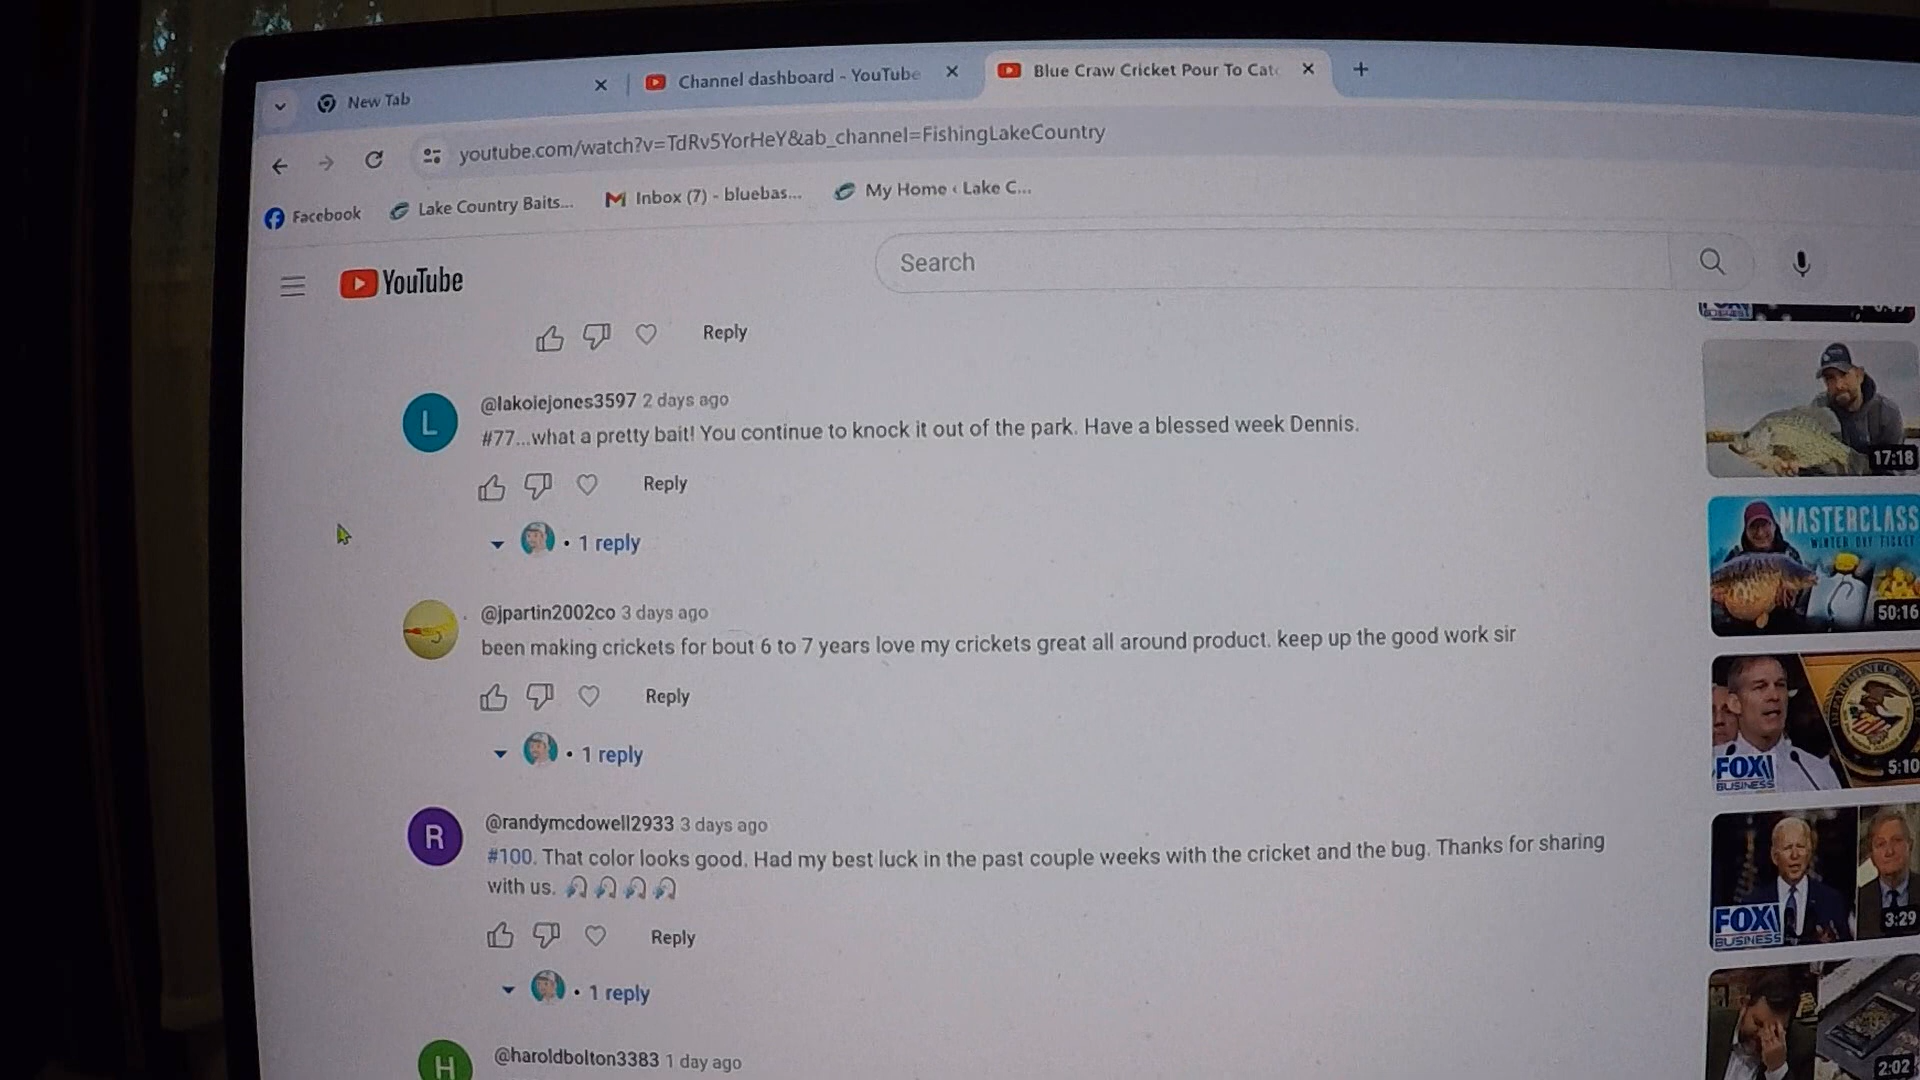 New Tab
Channel dashboard - YouTube
Blue Craw Cricket Pour To Catc
youtube.com/watch?v=TdRv5YorHeY&ab_channel=FishingLakeCountry
Facebook
Lake Country Baits...
Inbox (7) - bluebas...
My Home ‹ Lake C...
YouTube
Search
Reply
L
@lakoiejones3597 2 days ago
#77...what a pretty bait! You continue to knock it out of the park. Have a blessed week Dennis.
Reply
• 1 reply
@jpartin2002co 3 days ago
been making crickets for bout 6 to 7 years love my crickets great all around product. keep up the good work sir
Reply
• 1 reply
R
@randymcdowell2933 3 days ago
#100. That color looks good. Had my best luck in the past couple weeks with the cricket and the bug. Thanks for sharing
with us.
Reply
• 1 reply
H
@haroldbolton3383 1 day ago
17:18
MASTERCLASS
WINTER DAY TICKET
50:16
FOX
BUSINESS
5:10
FOX
BUSINESS
3:29
2:02